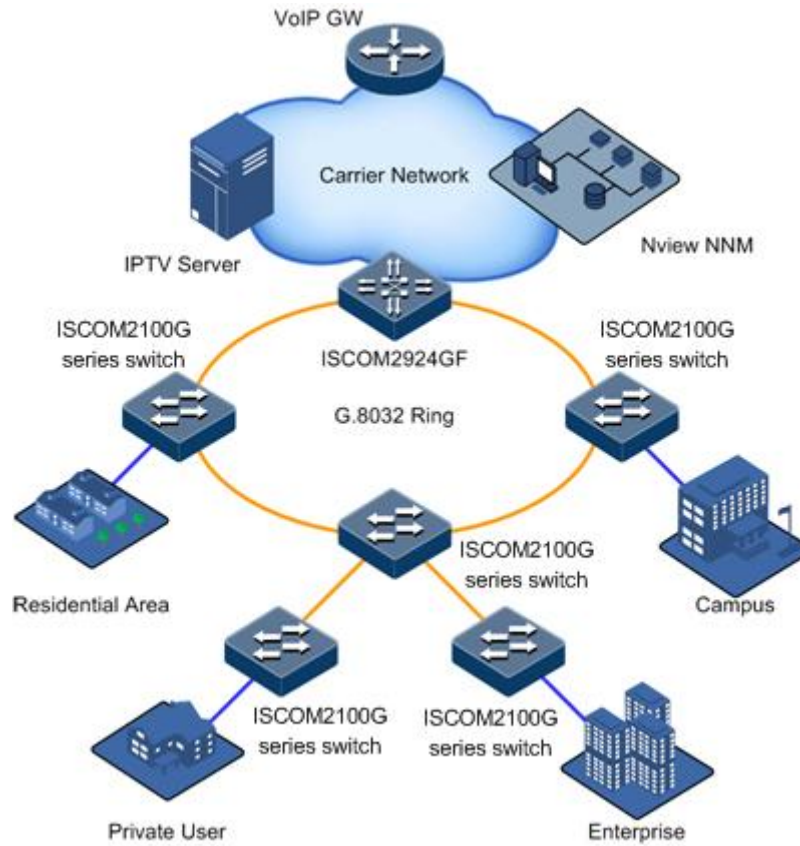 VoIP GW
Carrier Network
IPTV Server
Nview NNM
ISCOM2100G
series switch
ISCOM2924GF
ISCOM2100G
series switch
G.8032 Ring
ISCOM2100G
series switch
Residential Area
Campus
ISCOM2100G
series switch
ISCOM2100G
series switch
Private User
Enterprise